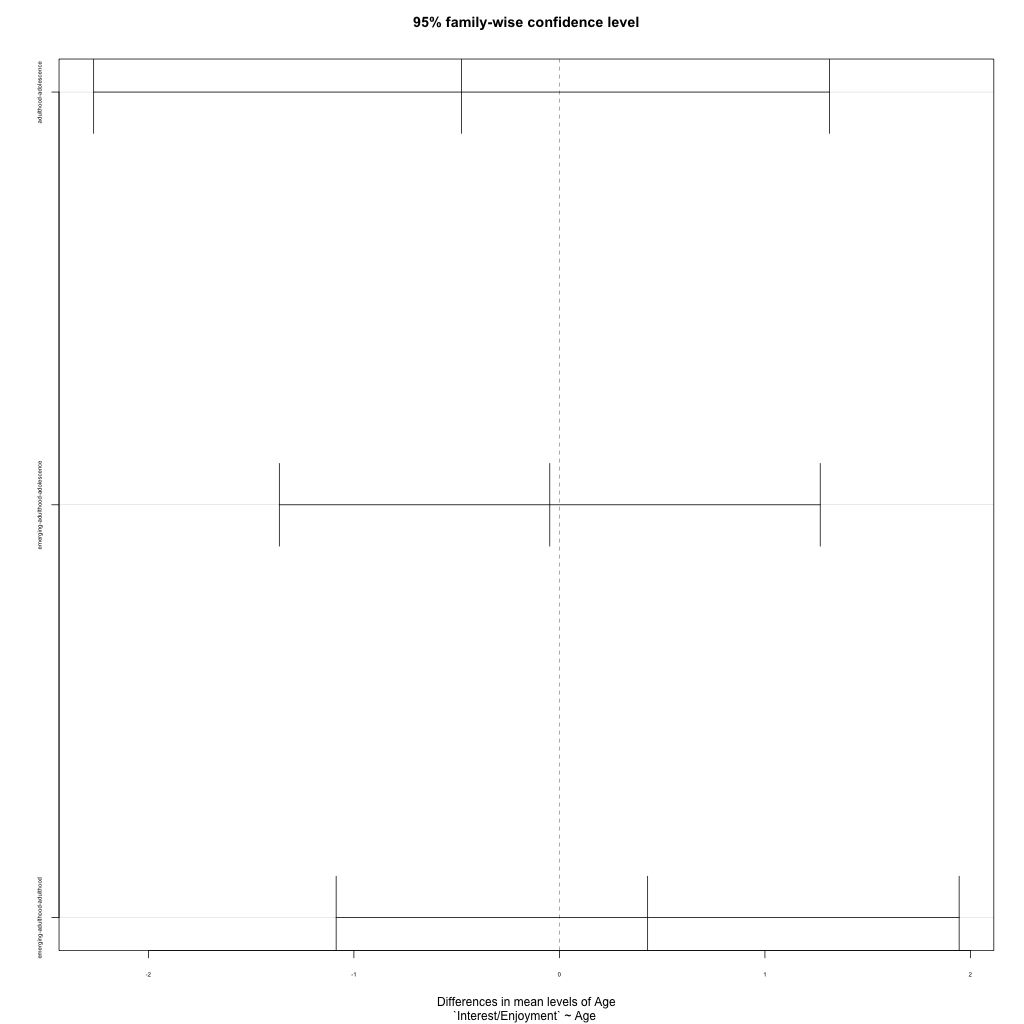 95% family-wise confidence level
adulthood-adolescence
emerging-adulthood-adolescence
emerging-adulthood-adulthood
-2 -1 0 1 2
Differences in mean levels of Age
`Interest/Enjoyment` ~ Age